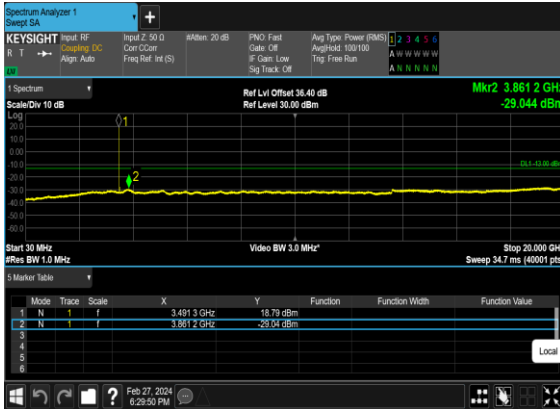 Spectrum Analyzer 1
Swept SA
+
KEYSIGHT Input: RF Input Z: 50 Ω #Atten: 20 dB PNO: Fast Avg Type: Power (RMS) 1 2 3 4 5 6
R T Coupling: DC Corr CCorr Gate: Off Avg|Hold: 100/100 A W W W W W
Align: Auto Freq Ref: Int (S) IF Gain: Low Trig: Free Run
Sig Track: Off A N N N N N
1 Spectrum Ref Lvl Offset 36.40 dB Mkr2 3.861 2 GHz
Scale/Div 10 dB Ref Level 30.00 dBm -29.044 dBm
Log
20.0
10.0
0.00
-10.0
-20.0
-30.0
-40.0
-50.0
-60.0
1
2
DL1 -13.00 dBm
Start 30 MHz Video BW 3.0 MHz* Stop 20.000 GH
#Res BW 1.0 MHz Sweep 34.7 ms (40001 pts
5 Marker Table
Mode Trace Scale X Y Function Function Width Function Value
1 N 1 f 3.491 3 GHz 18.79 dBm
2 N 1 f 3.861 2 GHz -29.04 dBm
3
4
5
6
Local
? Feb 27, 2024
6:29:50 PM